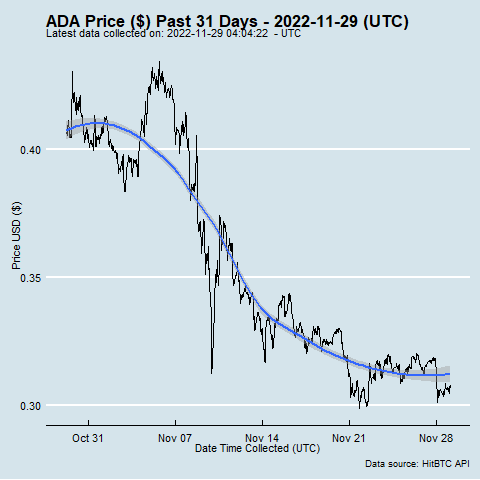 ADA Price ($) Past 31 Days - 2022-11-29 (UTC)
Latest data collected on: 2022-11-29 04:04:22 - UTC
Price USD ($)
0.40
0.35
0.30
Oct 31 Nov 07 Nov 14 Nov 21 Nov 28
Date Time Collected (UTC)
Data source: HitBTC API